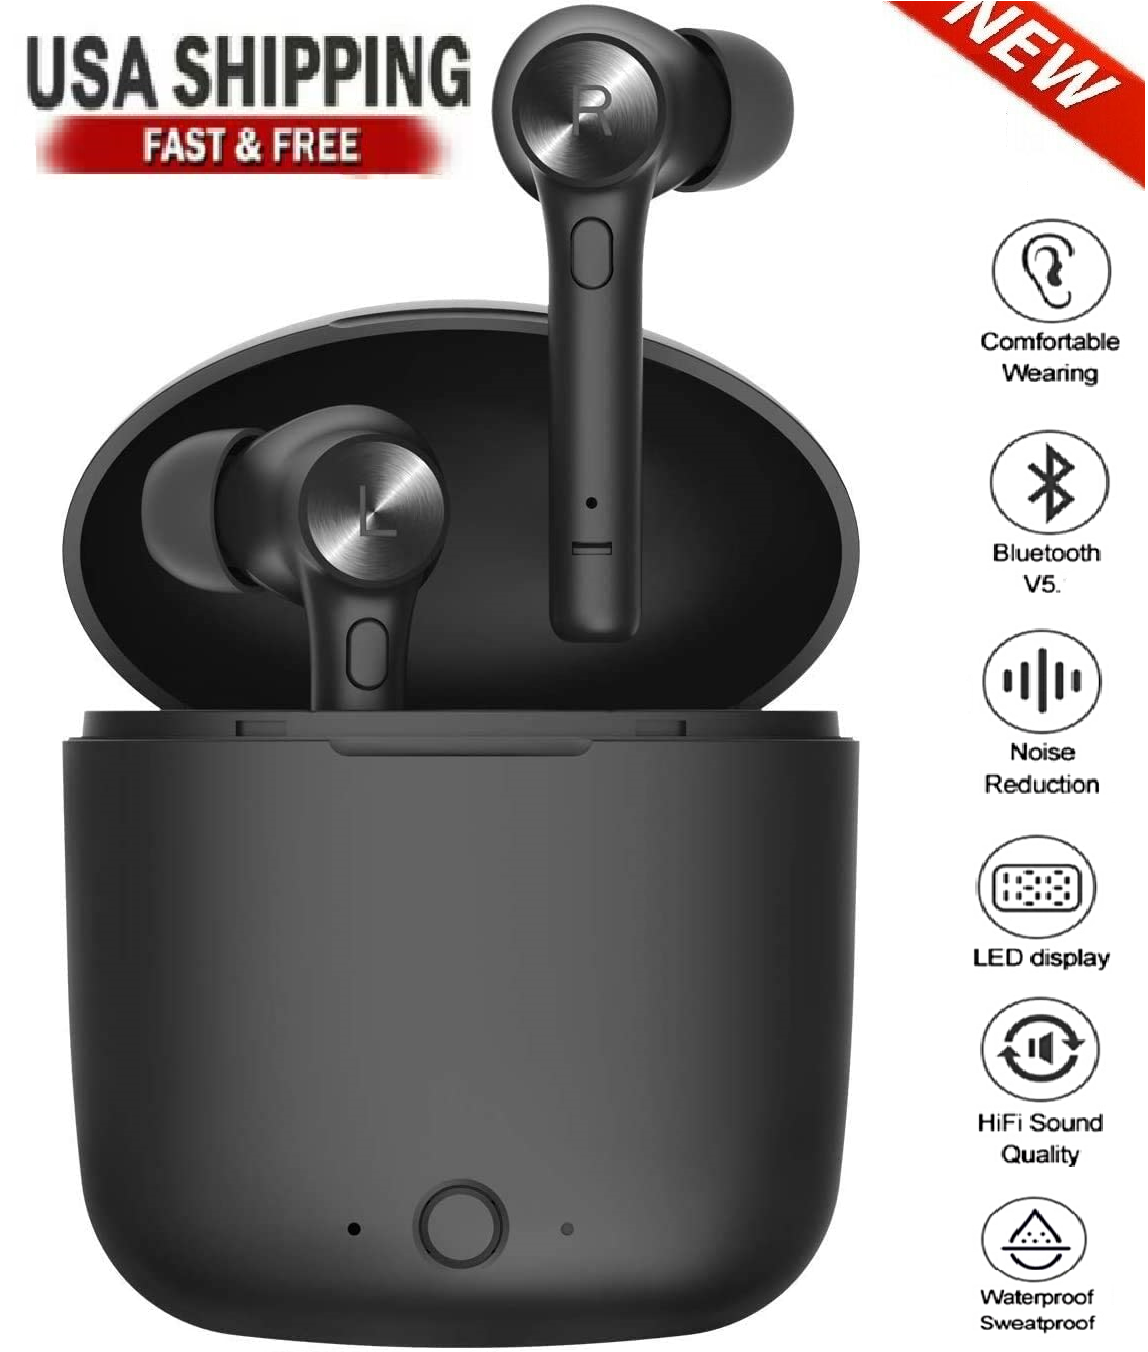 USA SHIPPING
FAST & FREE
NEW
R
L
Comfortable
Wearing
Bluetooth
V5.
Noise
Reduction
LED display
HiFi Sound
Quality
Waterproof
Sweatproof